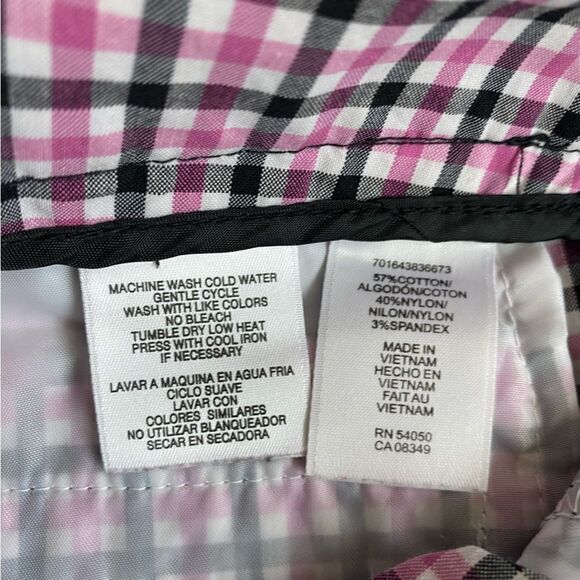 MACHINE WASH COLD WATER
GENTLE CYCLE
WASH WITH LIKE COLORS
NO BLEACH
TUMBLE DRY LOW HEAT
PRESS WITH COOL IRON
IF NECESSARY
LAVAR A MAQUINA EN AGUA FRIA
CICLO SUAVE
LAVAR CON
COLORES SIMILARES
NO UTILIZAR BLANQUEADOR
SECAR EN SECADORA
701643836673
57%COTTON/
ALGODÓN/COTON
40%NYLON/
NILON/NYLON
3%SPANDEX
MADE IN
VIETNAM
HECHO EN
VIETNAM
FAIT AU
VIETNAM
RN 54050
CA 08349